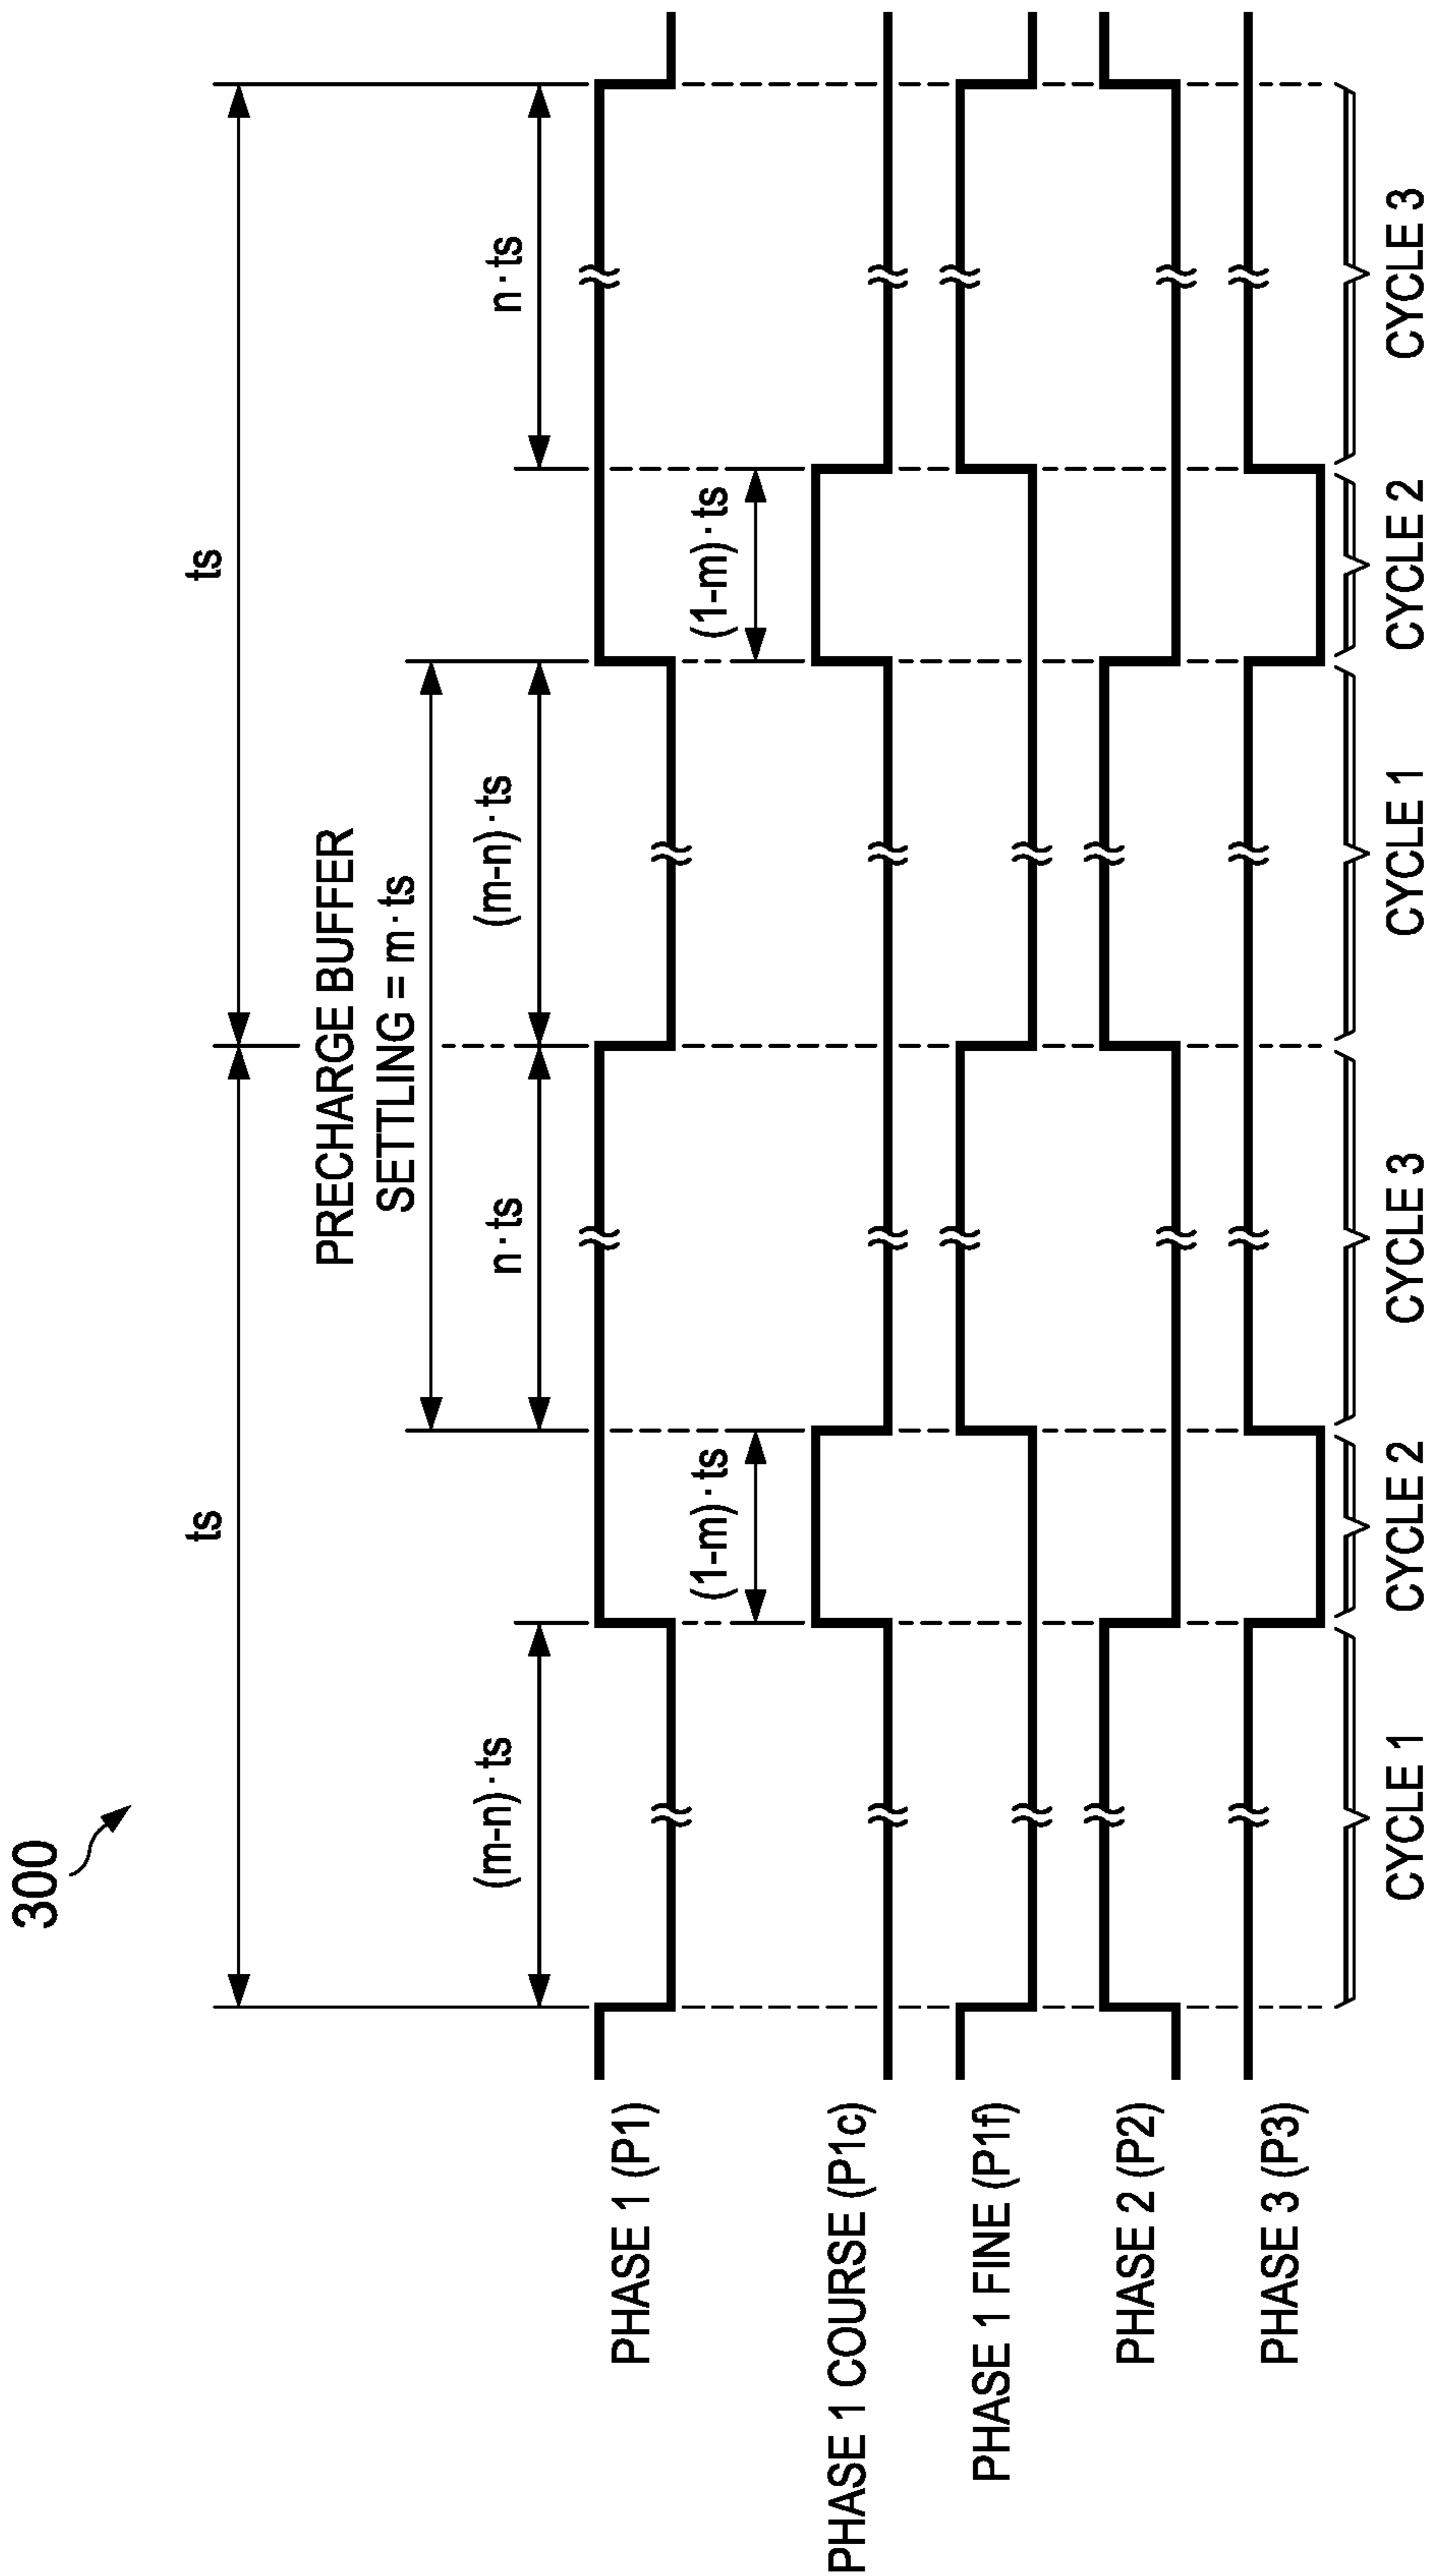 300
ts
ts
PRECHARGE BUFFER
SETTLING = m·ts
(m-n)·ts
n·ts
(m-n)·ts
n·ts
(1-m)·ts
(1-m)·ts
PHASE 1 (P1)
PHASE 1 COURSE (P1c)
PHASE 1 FINE (P1f)
PHASE 2 (P2)
PHASE 3 (P3)
CYCLE 1
CYCLE 2
CYCLE 3
CYCLE 1
CYCLE 2
CYCLE 3